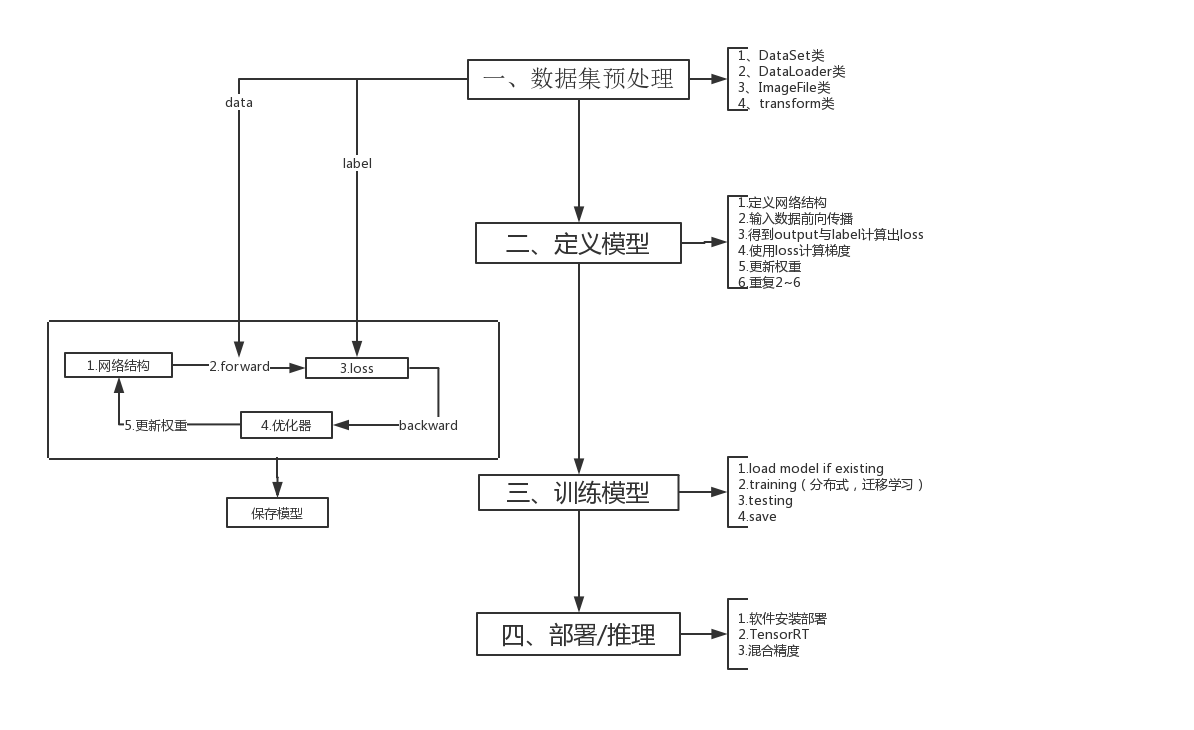 一、数据集预处理
1、DataSet类
2、DataLoader类
3、ImageFile类
4、transform类
data
label
二、定义模型
1.定义网络结构
2.输入数据前向传播
3.得到output与label计算出loss
4.使用loss计算梯度
5.更新权重
6.重复2~6
1.网络结构
2.forward
3.loss
5.更新权重
4.优化器
backward
保存模型
三、训练模型
1.load model if existing
2.training（分布式，迁移学习）
3.testing
4.save
四、部署/推理
1.软件安装部署
2.TensorRT
3.混合精度